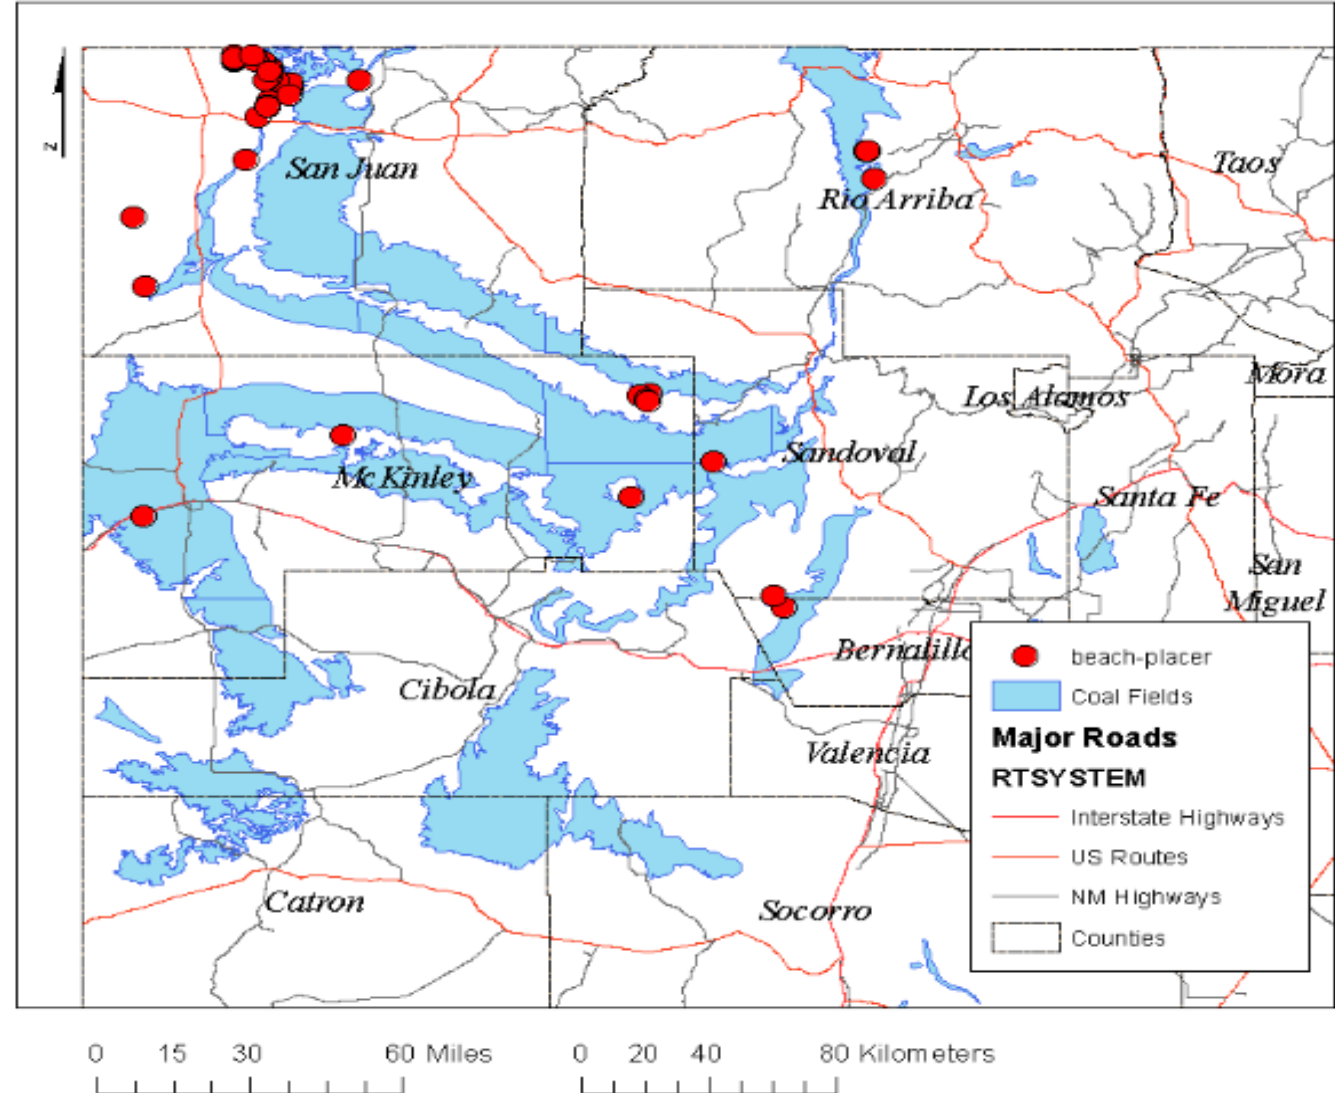 San Juan
Taos
Rio Arriba
Mora
Los Alamos
Sandoval
McKinley
Santa Fe
San
Miguel
Bernalillo
Cibola
Valencia
Catron
Socorro
z
beach-placer
Coal Fields
Major Roads
RTSYSTEM
Interstate Highways
US Routes
NM Highways
Counties
0 15 30 60 Miles 0 20 40 80 Kilometers